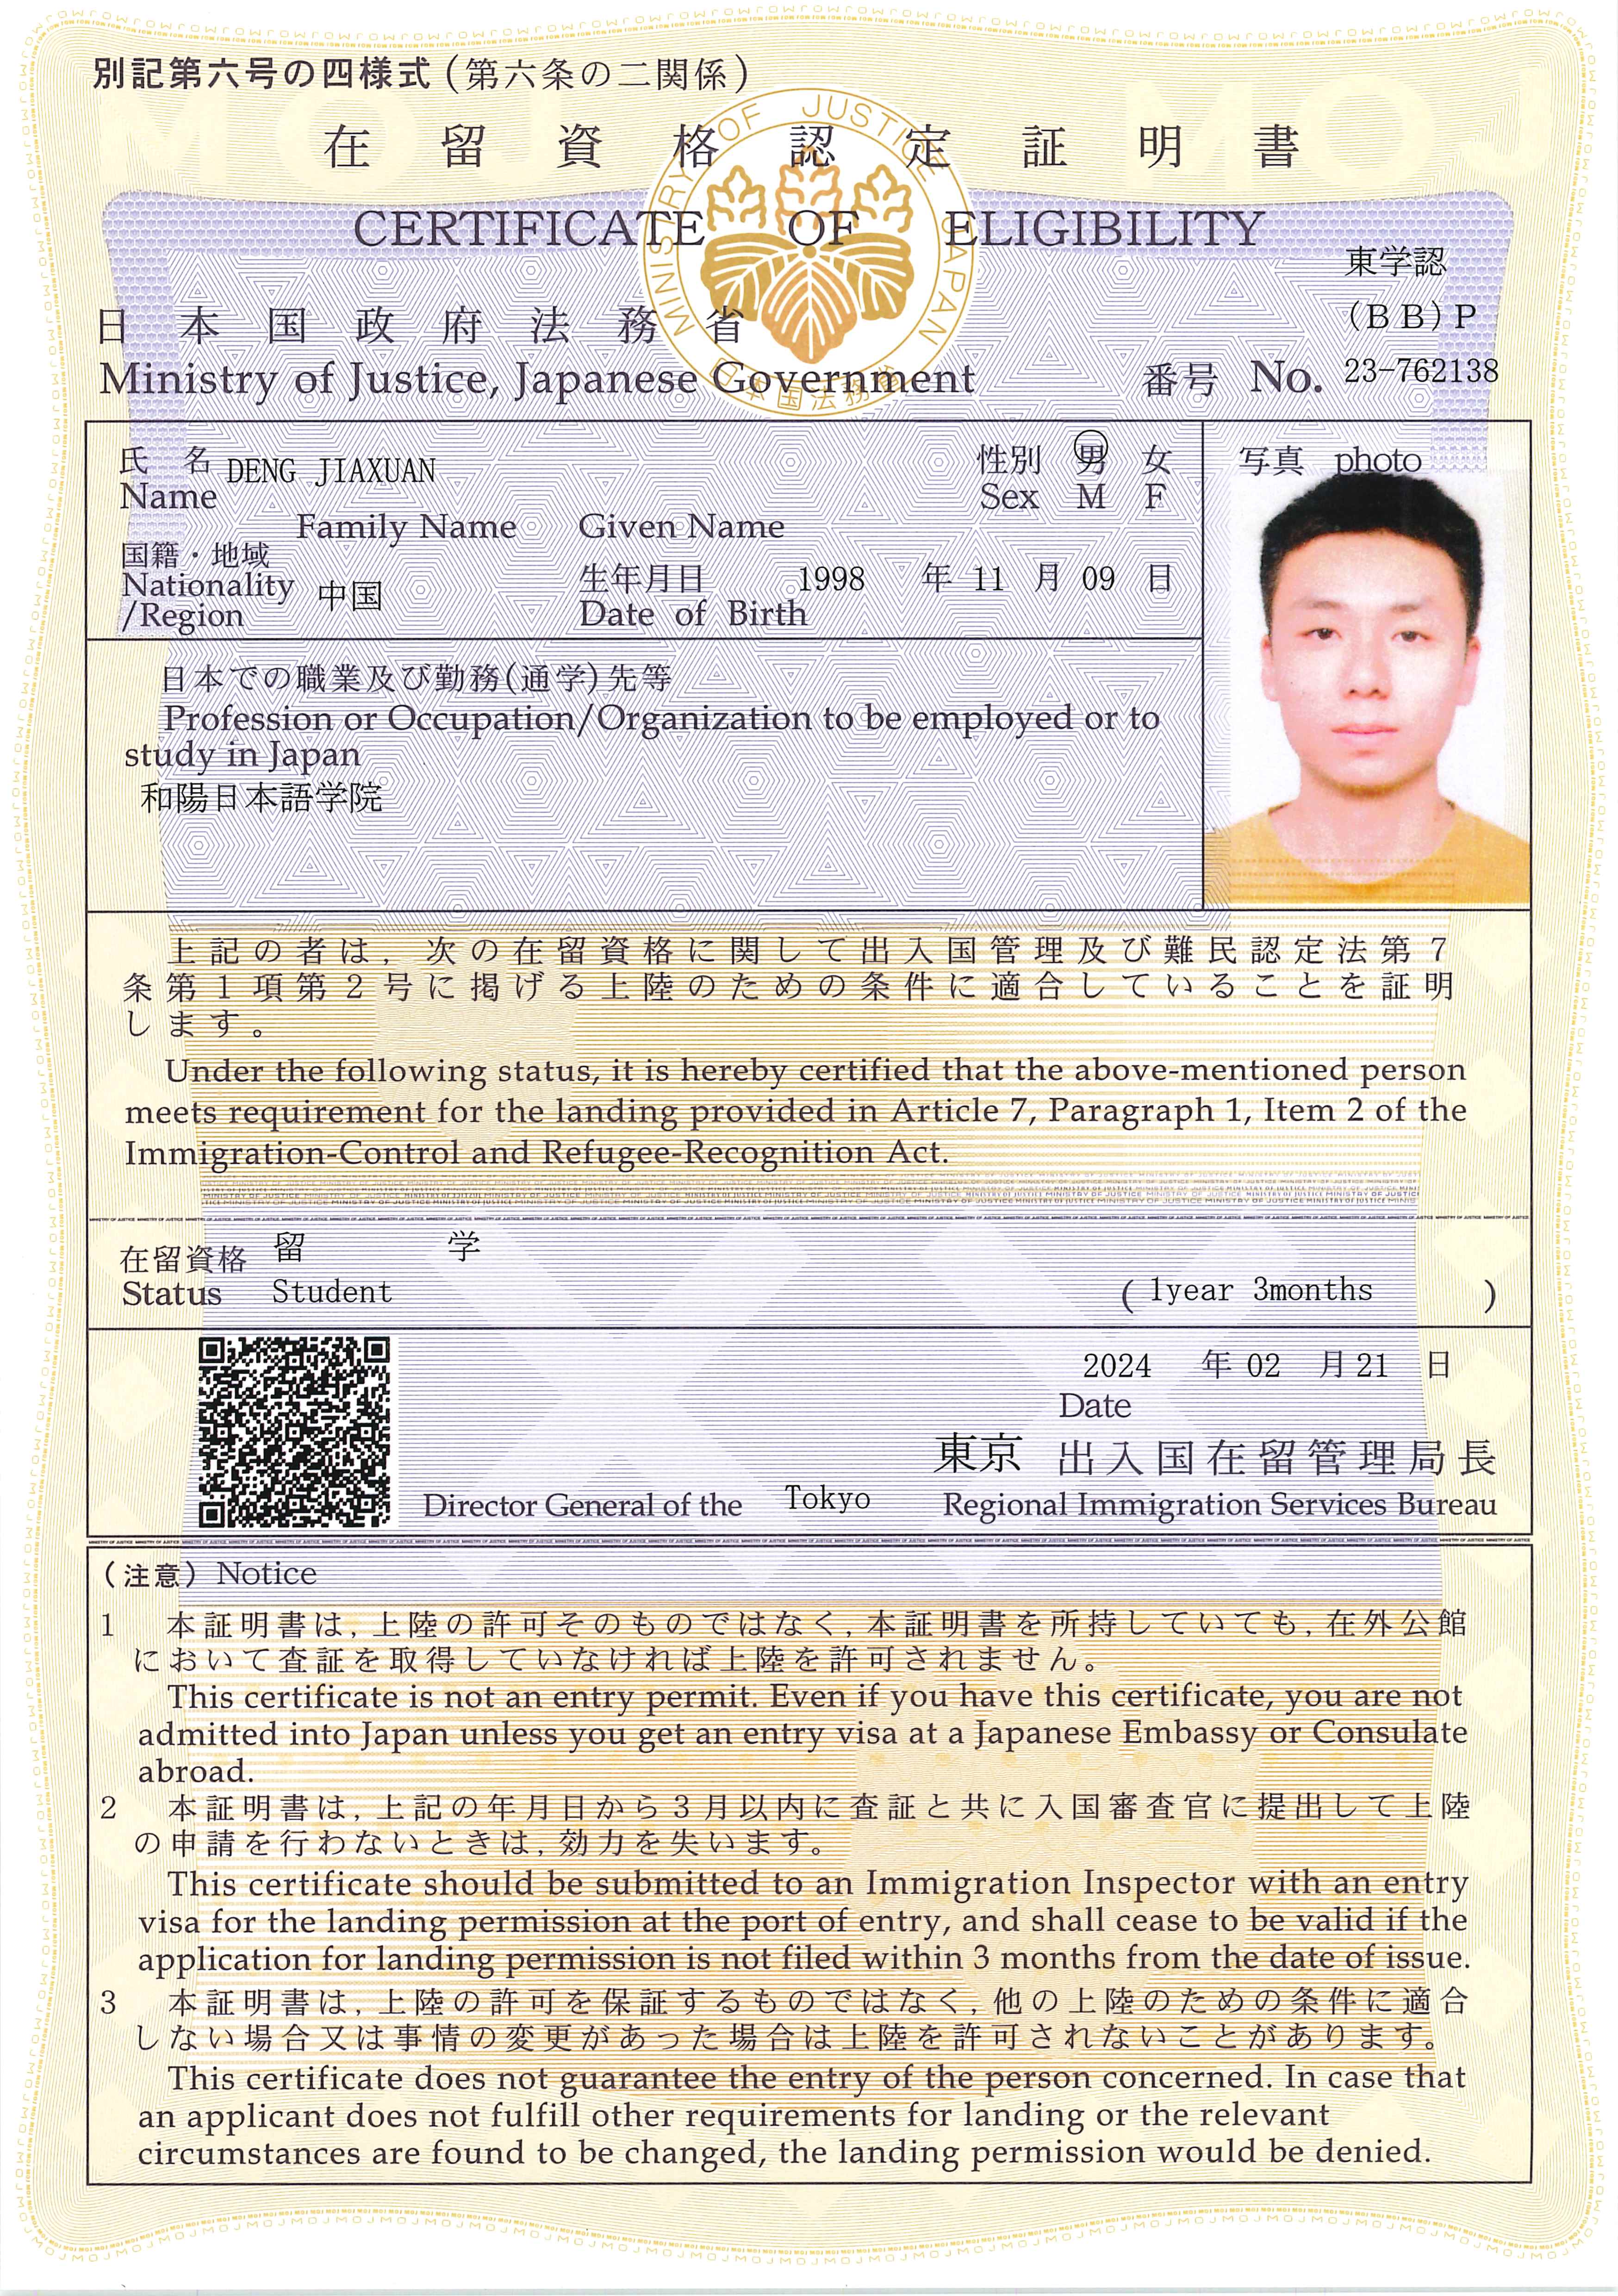 別記第六号の四様式(第六条の二関係)
在留資格認定証明書
CERTIFICATE OF ELIGIBILITY
MINISTRY OF JUSTICE JAPAN
日本国法務省
東学認
(BB)P
日本国政府法務省
Ministry of Justice, Japanese Government
番号 No. 23-762138
氏名 DENG JIAXUAN
Name
Family Name Given Name
性別 男 女
Sex M F
写真 photo
国籍・地域
Nationality
/Region 中国
生年月日 1998 年 11 月 09 日
Date of Birth
日本での職業及び勤務(通学)先等
Profession or Occupation/Organization to be employed or to
study in Japan
和陽日本語学院
上記の者は,次の在留資格に関して出入国管理及び難民認定法第7
条第1項第2号に掲げる上陸のための条件に適合していることを証明
します。
Under the following status, it is hereby certified that the above-mentioned person
meets requirement for the landing provided in Article 7, Paragraph 1, Item 2 of the
Immigration-Control and Refugee-Recognition Act.
在留資格 留学
Status Student
( 1year 3months )
2024 年 02 月 21 日
Date
東京 出入国在留管理局長
Director General of the Tokyo Regional Immigration Services Bureau
(注意) Notice
1 本証明書は,上陸の許可そのものではなく,本証明書を所持していても,在外公館
において査証を取得していなければ上陸を許可されません。
This certificate is not an entry permit. Even if you have this certificate, you are not
admitted into Japan unless you get an entry visa at a Japanese Embassy or Consulate
abroad.
2 本証明書は,上記の年月日から3月以内に査証と共に入国審査官に提出して上陸
の申請を行わないときは,効力を失います。
This certificate should be submitted to an Immigration Inspector with an entry
visa for the landing permission at the port of entry, and shall cease to be valid if the
application for landing permission is not filed within 3 months from the date of issue.
3 本証明書は,上陸の許可を保証するものではなく,他の上陸のための条件に適合
しない場合又は事情の変更があった場合は上陸を許可されないことがあります。
This certificate does not guarantee the entry of the person concerned. In case that
an applicant does not fulfill other requirements for landing or the relevant
circumstances are found to be changed, the landing permission would be denied.